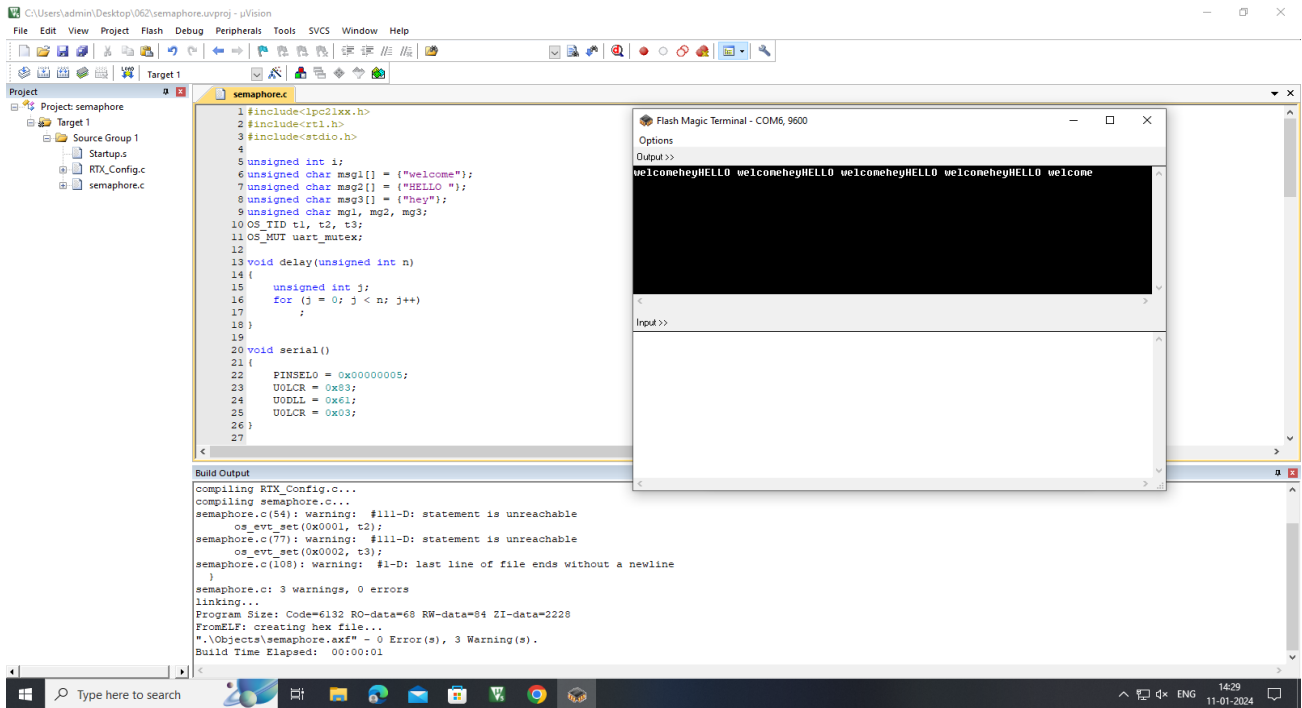 C:\Users\admin\Desktop\062\semaphore.uvproj - µVision
File Edit View Project Flash Debug Peripherals Tools SVCS Window Help
Target 1
Project
Project: semaphore
Target 1
Source Group 1
Startup.s
RTX_Config.c
semaphore.c
semaphore.c
1 #include<lpc21xx.h>
2 #include<rtl.h>
3 #include<stdio.h>
4
5 unsigned int i;
6 unsigned char msg1[] = {"welcome"};
7 unsigned char msg2[] = {"HELLO "};
8 unsigned char msg3[] = {"hey"};
9 unsigned char mg1, mg2, mg3;
10 OS_TID t1, t2, t3;
11 OS_MUT uart_mutex;
12
13 void delay(unsigned int n)
14 {
15 unsigned int j;
16 for (j = 0; j < n; j++)
17 ;
18 }
19
20 void serial()
21 {
22 PINSEL0 = 0x00000005;
23 U0LCR = 0x83;
24 U0DLL = 0x61;
25 U0LCR = 0x03;
26 }
27
Flash Magic Terminal - COM6, 9600
Options
Output >>
welcomeheyHELLO welcomeheyHELLO welcomeheyHELLO welcomeheyHELLO welcome
Input >>
Build Output
compiling RTX_Config.c...
compiling semaphore.c...
semaphore.c(54): warning: #111-D: statement is unreachable
os_evt_set(0x0001, t2);
semaphore.c(77): warning: #111-D: statement is unreachable
os_evt_set(0x0002, t3);
semaphore.c(108): warning: #1-D: last line of file ends without a newline
}
semaphore.c: 3 warnings, 0 errors
linking...
Program Size: Code=6132 RO-data=68 RW-data=84 ZI-data=2228
FromELF: creating hex file...
".\Objects\semaphore.axf" - 0 Error(s), 3 Warning(s).
Build Time Elapsed: 00:00:01
Type here to search
ENG
14:29
11-01-2024